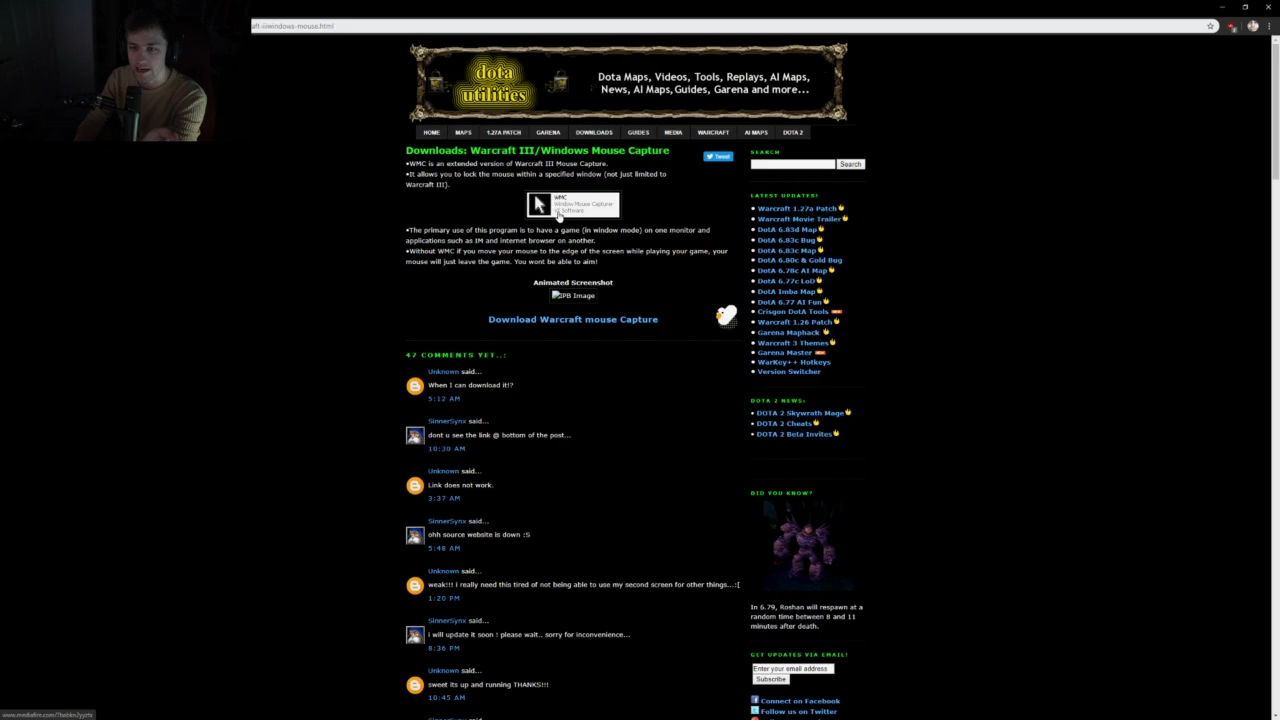 aft-iiiwindows-mouse.html
dota
utilities
Dota Maps, Videos, Tools, Replays, AI Maps,
News, AI Maps,Guides, Garena and more...
HOME MAPS 1.27A PATCH GARENA DOWNLOADS GUIDES MEDIA WARCRAFT AI MAPS DOTA 2
Downloads: Warcraft III/Windows Mouse Capture
Tweet
•WMC is an extended version of Warcraft III Mouse Capture.
•It allows you to lock the mouse within a specified window (not just limited to
Warcraft III).
WMC
Window Mouse Capture
Software
•The primary use of this program is to have a game (in window mode) on one monitor and
applications such as IM and internet browser on another.
•Without WMC if you move your mouse to the edge of the screen while playing your game, your
mouse will just leave the game. You wont be able to aim!
Animated Screenshot
IPB Image
Download Warcraft mouse Capture
47 COMMENTS YET..:
Unknown said...
When I can download it!?
5:12 AM
SinnerSynx said...
dont u see the link @ bottom of the post...
10:30 AM
Unknown said...
Link does not work.
3:37 AM
SinnerSynx said...
ohh source website is down :S
5:48 AM
Unknown said...
weak!!! i really need this tired of not being able to use my second screen for other things...:[
1:20 PM
SinnerSynx said...
i will update it soon ! please wait.. sorry for inconvenience...
8:36 PM
Unknown said...
sweet its up and running THANKS!!!
10:45 AM
SEARCH
Search
LATEST UPDATES!
Warcraft 1.27a Patch
Warcraft Movie Trailer
DotA 6.83d Map
DotA 6.83c Bug
DotA 6.83c Map
DotA 6.80c & Gold Bug
DotA 6.78c AI Map
DotA 6.77c LoD
DotA Imba Map
DotA 6.77 AI Fun
Crisgon DotA Tools
Warcraft 1.26 Patch
Garena Maphack
Warcraft 3 Themes
Garena Master
WarKey++ Hotkeys
Version Switcher
DOTA 2 NEWS:
DOTA 2 Skywrath Mage
DOTA 2 Cheats
DOTA 2 Beta Invites
DID YOU KNOW?
In 6.79, Roshan will respawn at a
random time between 8 and 11
minutes after death.
GET UPDATES VIA EMAIL!
Enter your email address
Subscribe
Connect on Facebook
Follow us on Twitter